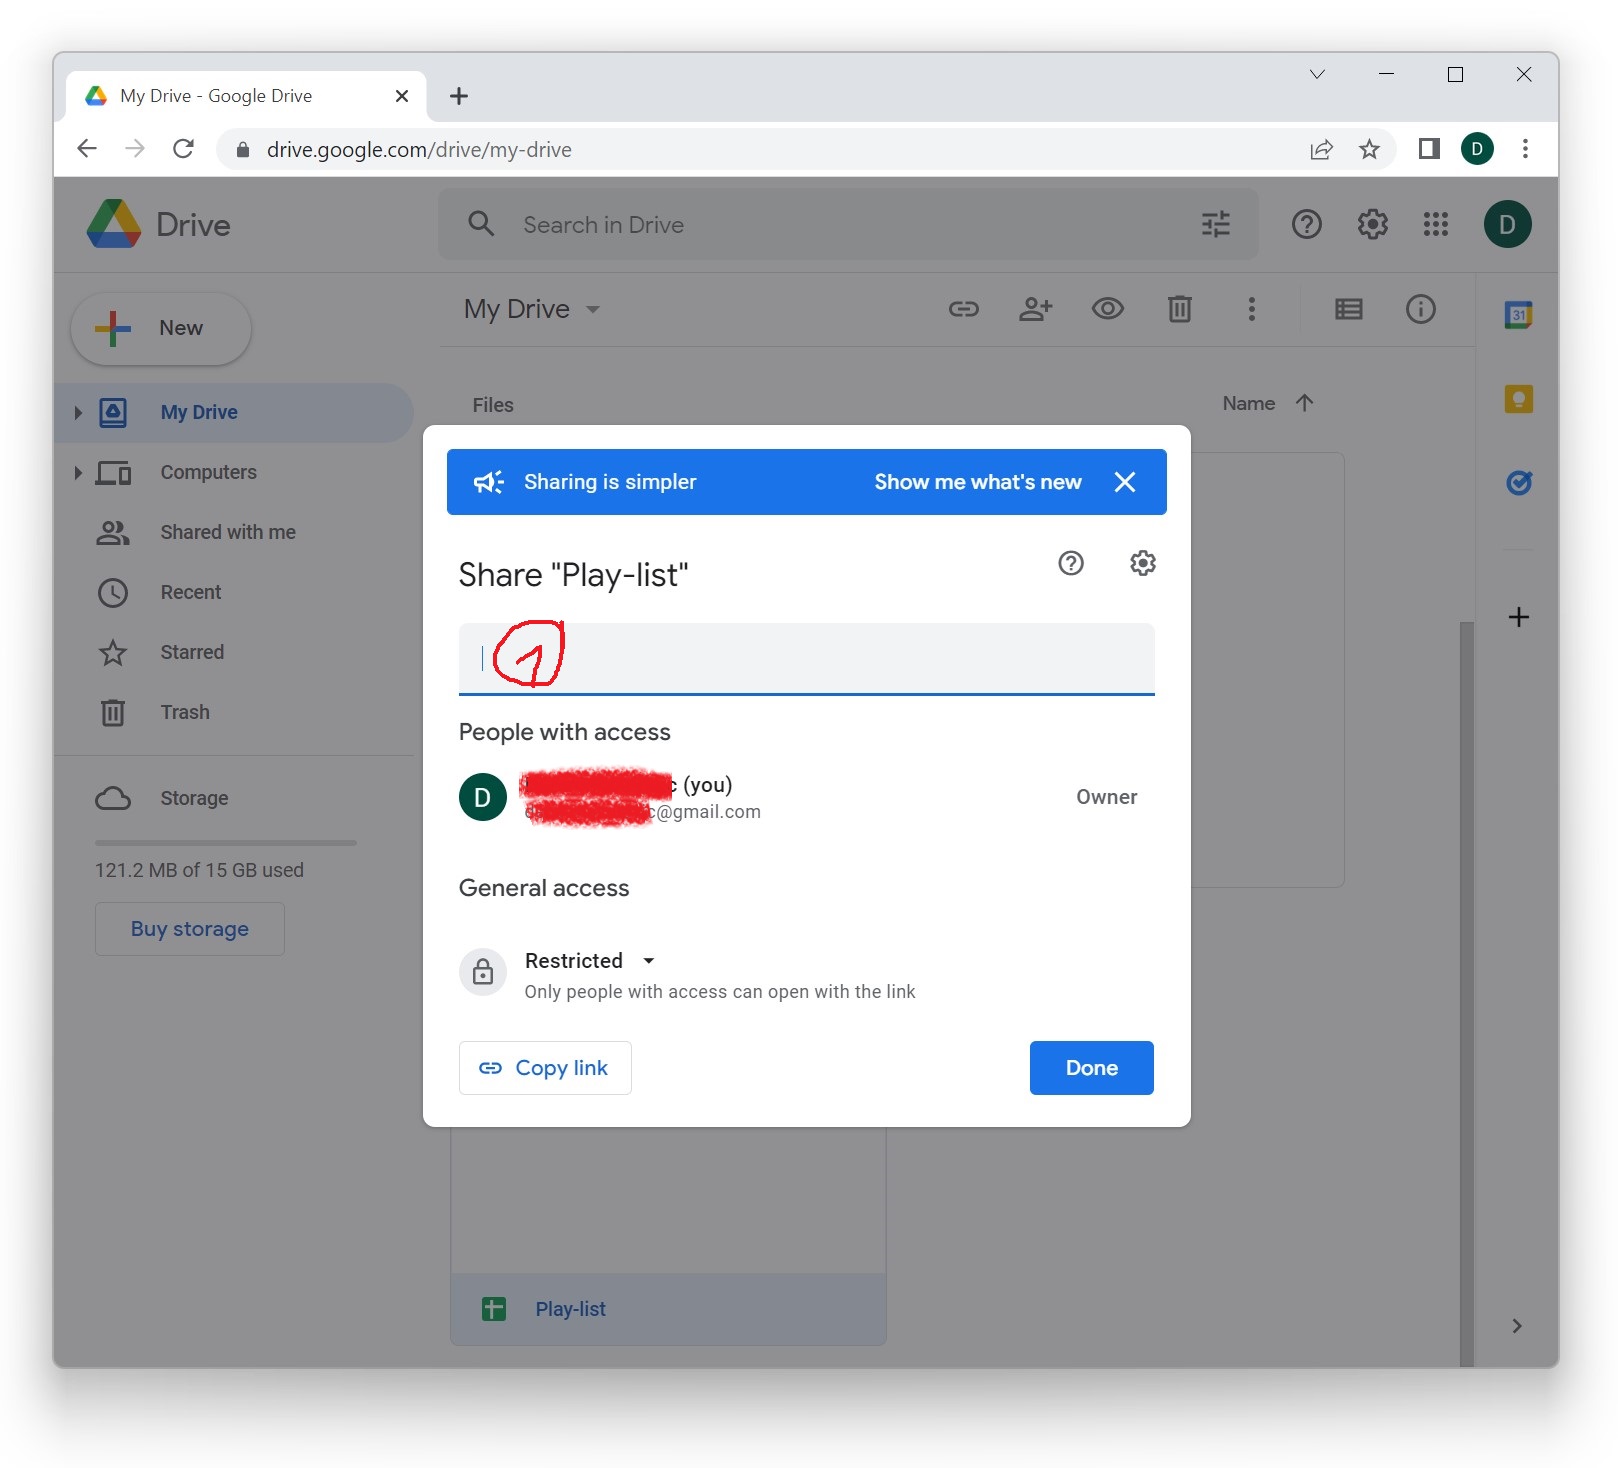 My Drive - Google Drive
drive.google.com/drive/my-drive
D
Drive
Search in Drive
D
New
My Drive
31
My Drive
Files
Name
Computers
Sharing is simpler
Show me what's new
Shared with me
Share "Play-list"
Recent
1
Starred
Trash
People with access
D
c (you)
c@gmail.com
Owner
Storage
121.2 MB of 15 GB used
General access
Buy storage
Restricted
Only people with access can open with the link
Copy link
Done
Play-list